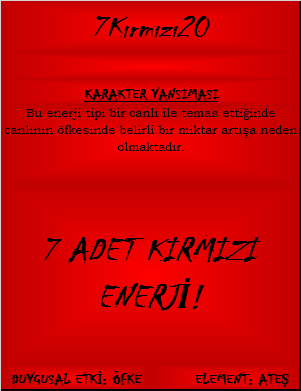 7Kırmızı20
KARAKTER YANSIMASI
Bu enerji tipi bir canlı ile temas ettiğinde
canlının öfkesinde belirli bir miktar artışa neden
olmaktadır.
7 ADET KIRMIZI
ENERJİ!
DUYGUSAL ETKİ: ÖFKE ELEMENT: ATEŞ